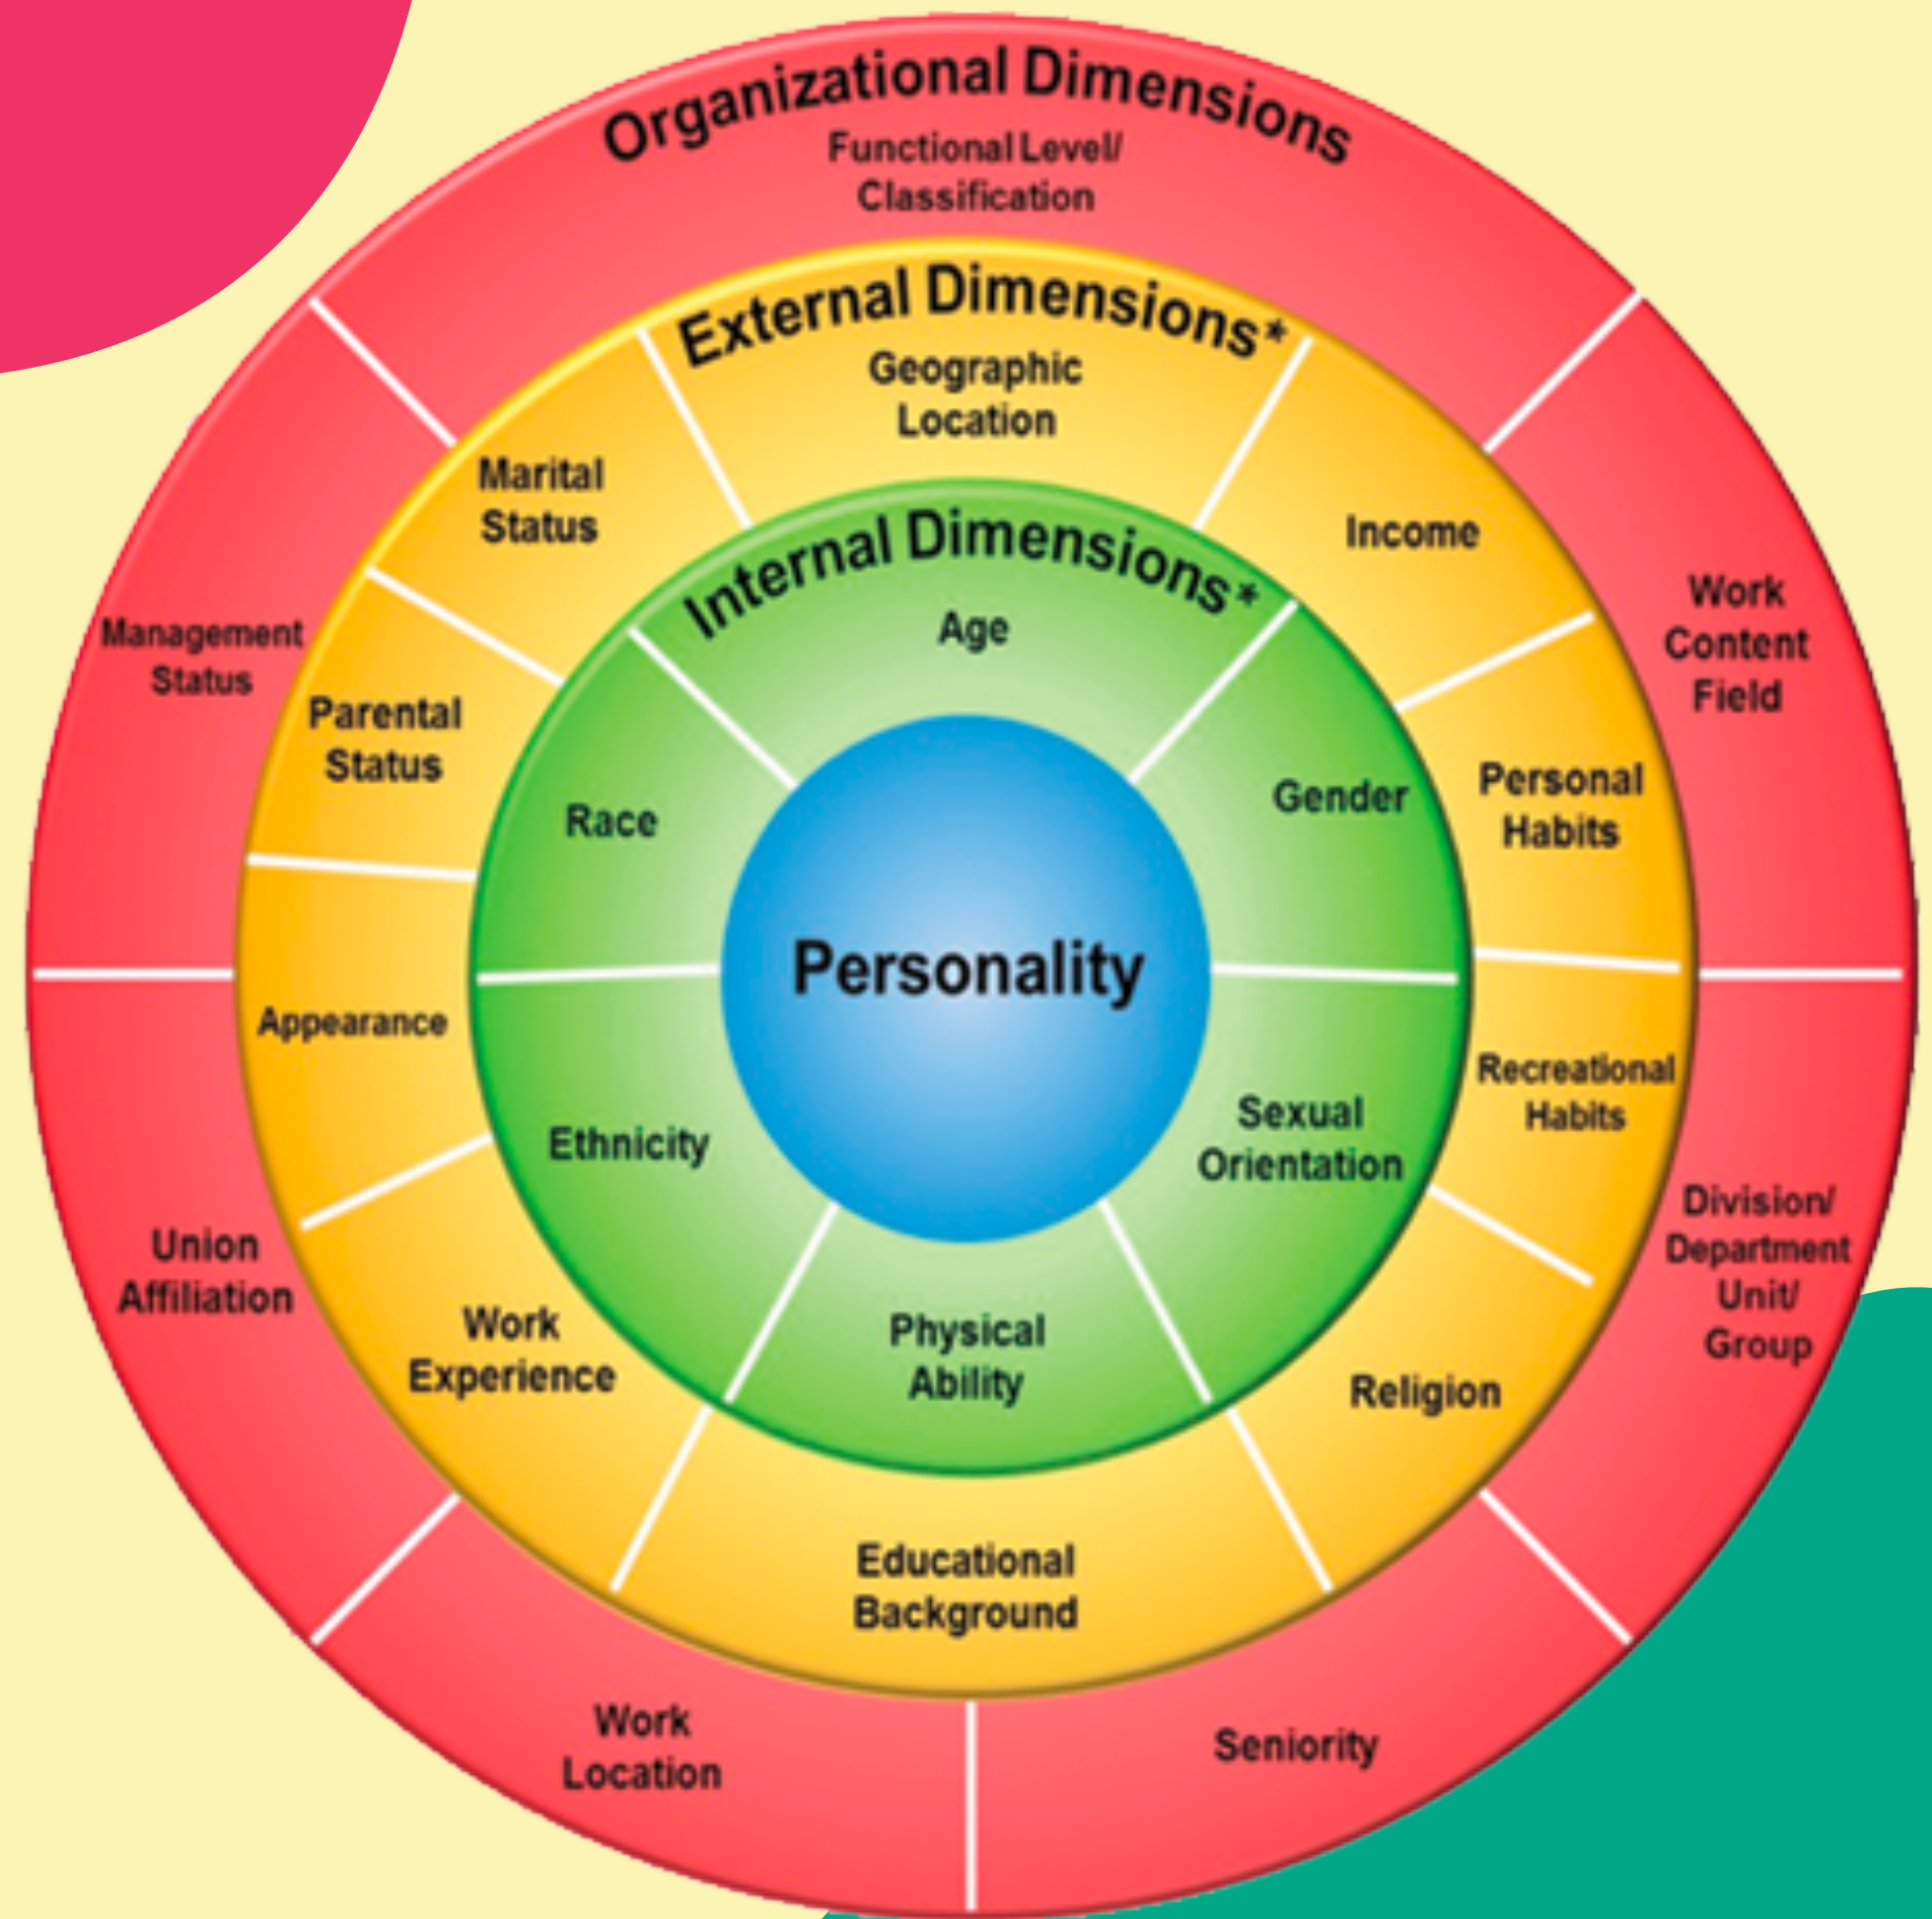 Organizational Dimensions
Functional Level/
Classification
Work
Content
Field
Division/
Department
Unit/
Group
Seniority
Work
Location
Union
Affiliation
Management
Status
External Dimensions*
Geographic
Location
Income
Personal
Habits
Recreational
Habits
Religion
Educational
Background
Work
Experience
Appearance
Parental
Status
Marital
Status
Internal Dimensions*
Age
Gender
Sexual
Orientation
Physical
Ability
Ethnicity
Race
Personality